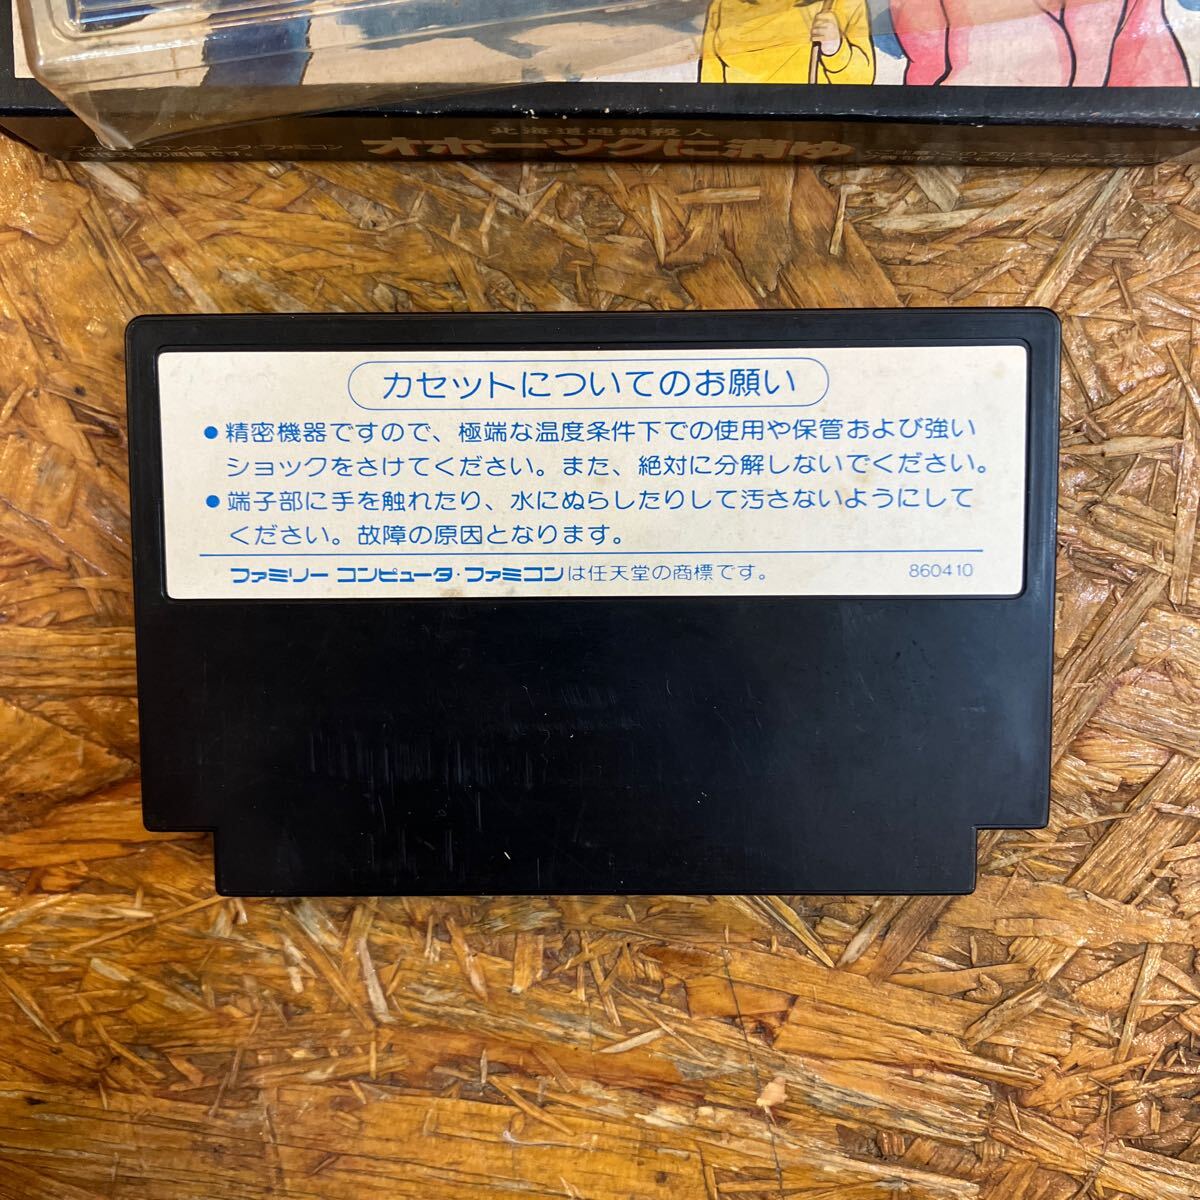 北海道連鎖殺人
オホーツクに消ゆ
カセットについてのお願い
●精密機器ですので、極端な温度条件下での使用や保管および強い
ショックをさけてください。また、絶対に分解しないでください。
●端子部に手を触れたり、水にぬらしたりして汚さないようにして
ください。故障の原因となります。
ファミリーコンピュータ・ファミコンは任天堂の商標です。 860410